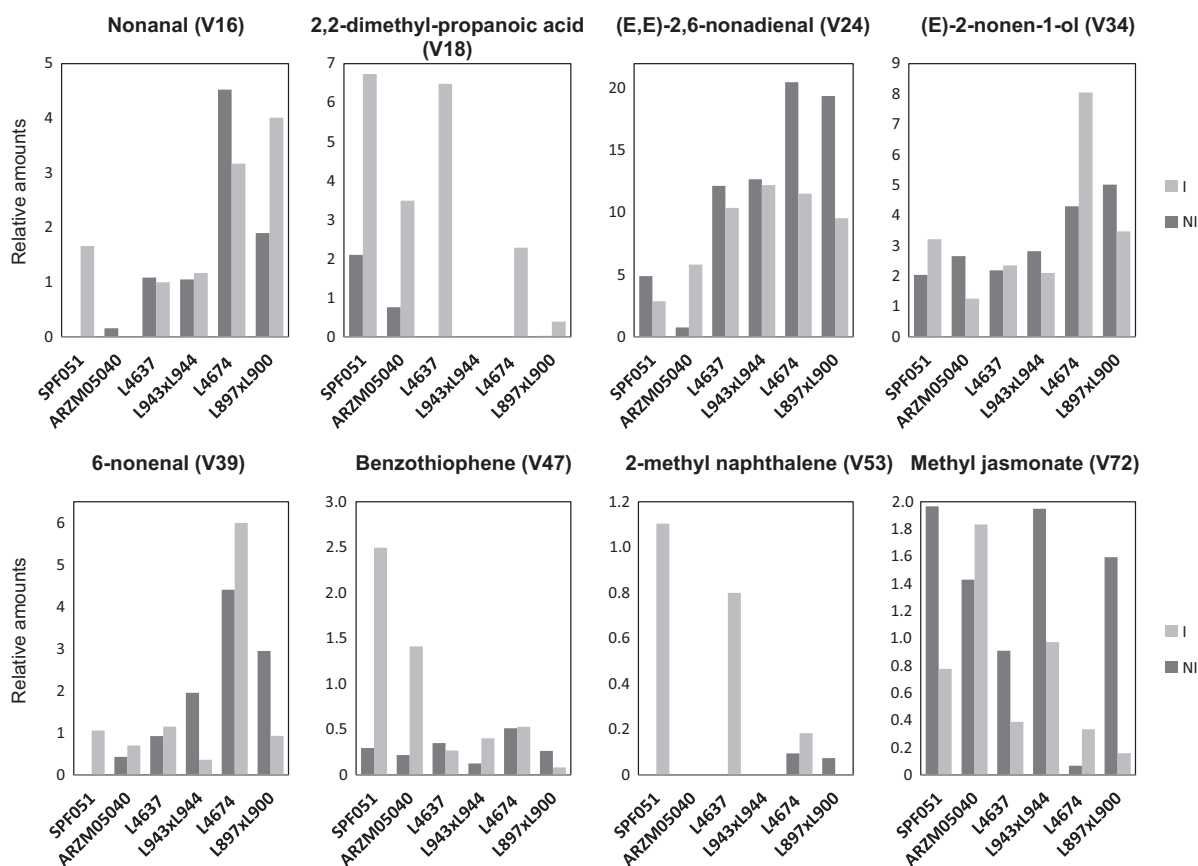 Nonanal (V16)
2,2-dimethyl-propanoic acid
(V18)
(E,E)-2,6-nonadienal (V24)
(E)-2-nonen-1-ol (V34)
Relative amounts
5
4
3
2
1
0
SPF051
ARZM05040
L4637
L943xL944
L4674
L897xL900
7
6
5
4
3
2
1
0
SPF051
ARZM05040
L4637
L943xL944
L4674
L897xL900
20
15
10
5
0
SPF051
ARZM05040
L4637
L943xL944
L4674
L897xL900
9
8
7
6
5
4
3
2
1
0
SPF051
ARZM05040
L4637
L943xL944
L4674
L897xL900
I
NI
6-nonenal (V39)
Benzothiophene (V47)
2-methyl naphthalene (V53)
Methyl jasmonate (V72)
Relative amounts
6
5
4
3
2
1
0
SPF051
ARZM05040
L4637
L943xL944
L4674
L897xL900
3.0
2.5
2.0
1.5
1.0
0.5
0
SPF051
ARZM05040
L4637
L943xL944
L4674
L897xL900
1.2
1.0
0.8
0.6
0.4
0.2
0
SPF051
ARZM05040
L4637
L943xL944
L4674
L897xL900
2.0
1.8
1.6
1.4
1.2
1.0
0.8
0.6
0.4
0.2
0
SPF051
ARZM05040
L4637
L943xL944
L4674
L897xL900
I
NI